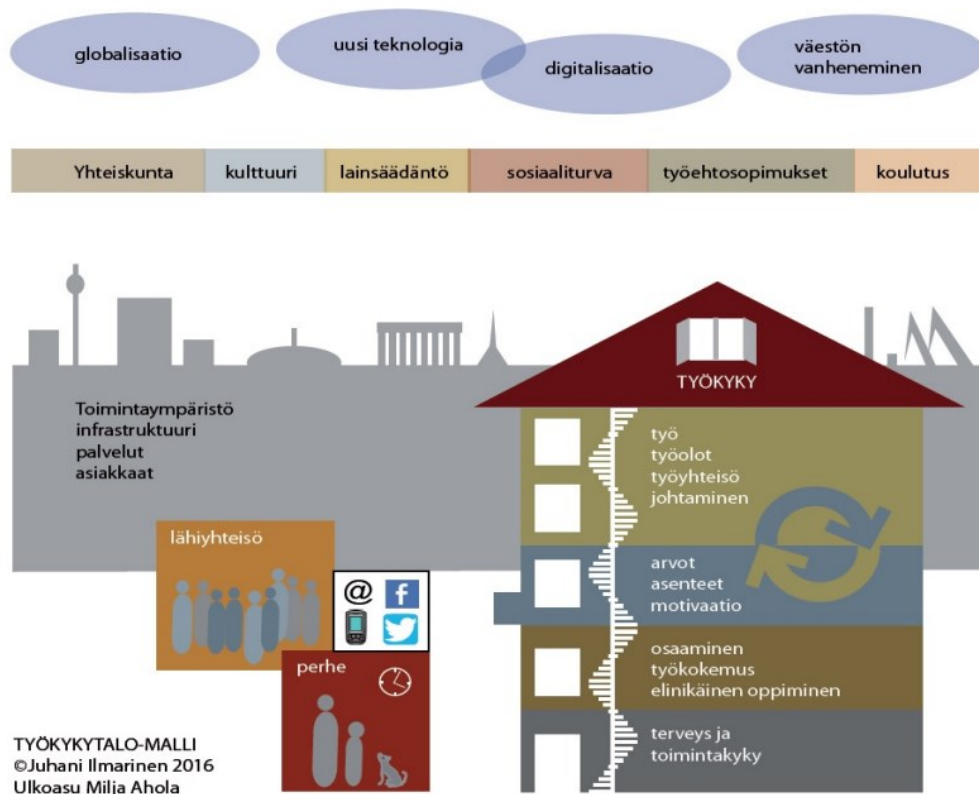 globalisaatio
uusi teknologia
digitalisaatio
väestön
vanheneminen
Yhteiskunta
kulttuuri
lainsäädäntö
sosiaaliturva
työehtosopimukset
koulutus
TYÖKYKY
Toimintaympäristö
infrastruktuuri
palvelut
asiakkaat
työ
työolot
työyhteisö
johtaminen
lähiyhteisö
@
f
arvot
asenteet
motivaatio
perhe
osaaminen
työkokemus
elinikäinen oppiminen
terveys ja
toimintakyky
TYÖKYKYTALO-MALLI
©Juhani Ilmarinen 2016
Ulkoasu Milja Ahola